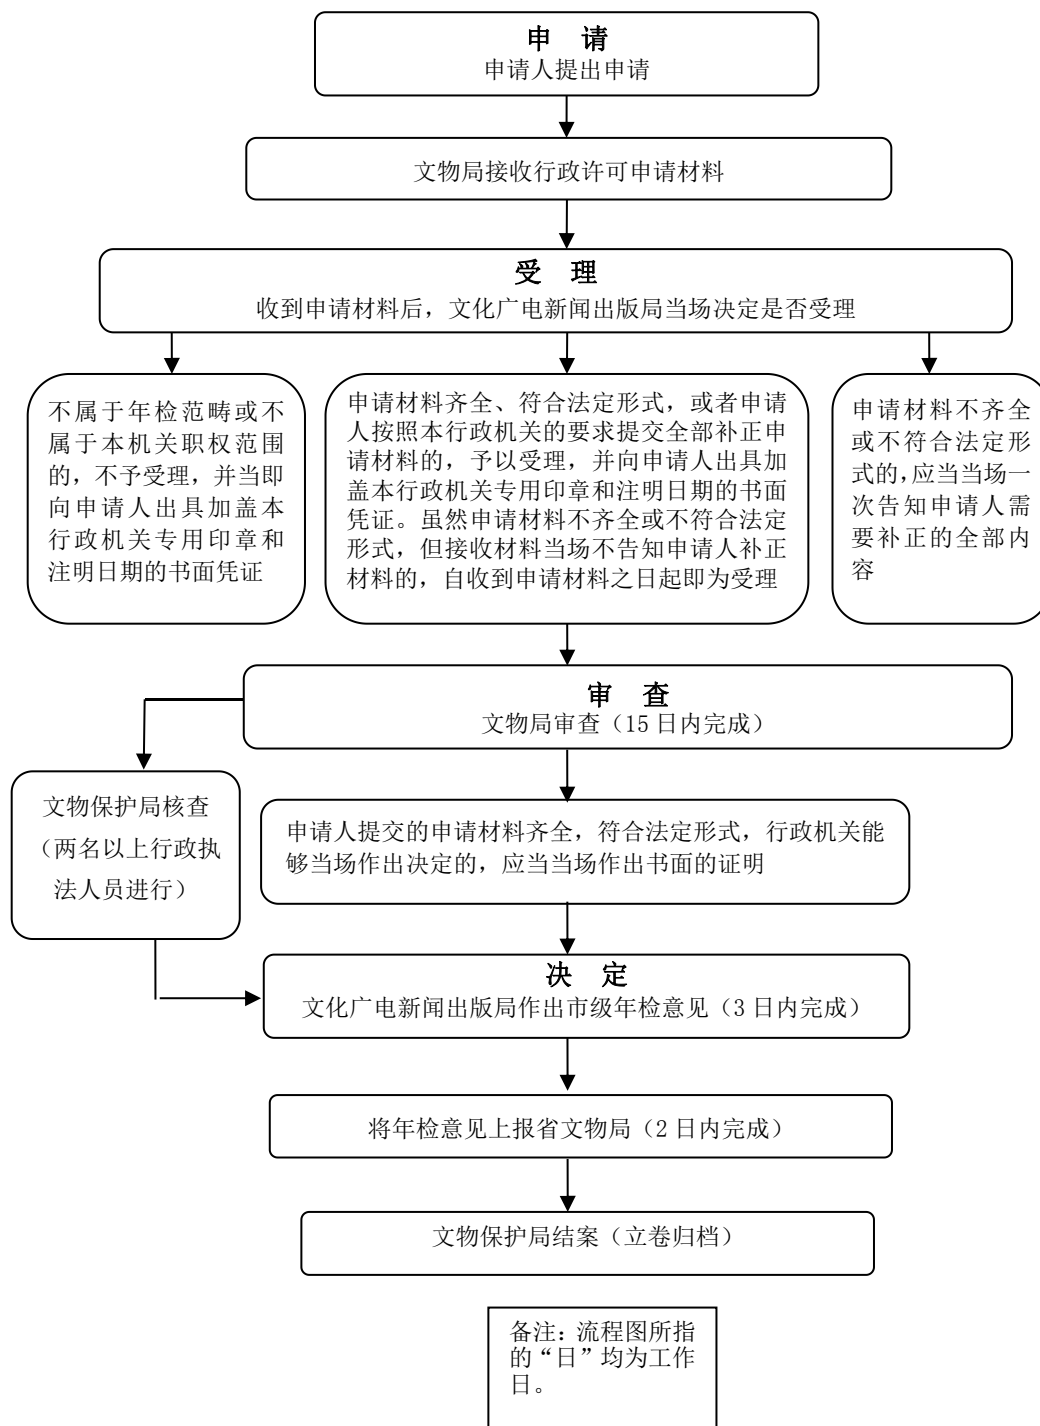 申 请
申请人提出申请
文物局接收行政许可申请材料
受 理
收到申请材料后，文化广电新闻出版局当场决定是否受理
不属于年检范畴或不
属于本机关职权范围
的，不予受理，并当即
向申请人出具加盖本
行政机关专用印章和
注明日期的书面凭证
申请材料齐全、符合法定形式，或者申请
人按照本行政机关的要求提交全部补正申
请材料的，予以受理，并向申请人出具加
盖本行政机关专用印章和注明日期的书面
凭证。虽然申请材料不齐全或不符合法定
形式，但接收材料当场不告知申请人补正
材料的，自收到申请材料之日起即为受理
申请材料不齐全
或不符合法定形
式的，应当当场一
次告知申请人需
要补正的全部内
容
审 查
文物局审查（15 日内完成）
文物保护局核查
（两名以上行政执
法人员进行）
申请人提交的申请材料齐全，符合法定形式，行政机关能
够当场作出决定的，应当当场作出书面的证明
决 定
文化广电新闻出版局作出市级年检意见（3 日内完成）
将年检意见上报省文物局（2 日内完成）
文物保护局结案（立卷归档）
备注：流程图所指
的“日”均为工作
日。